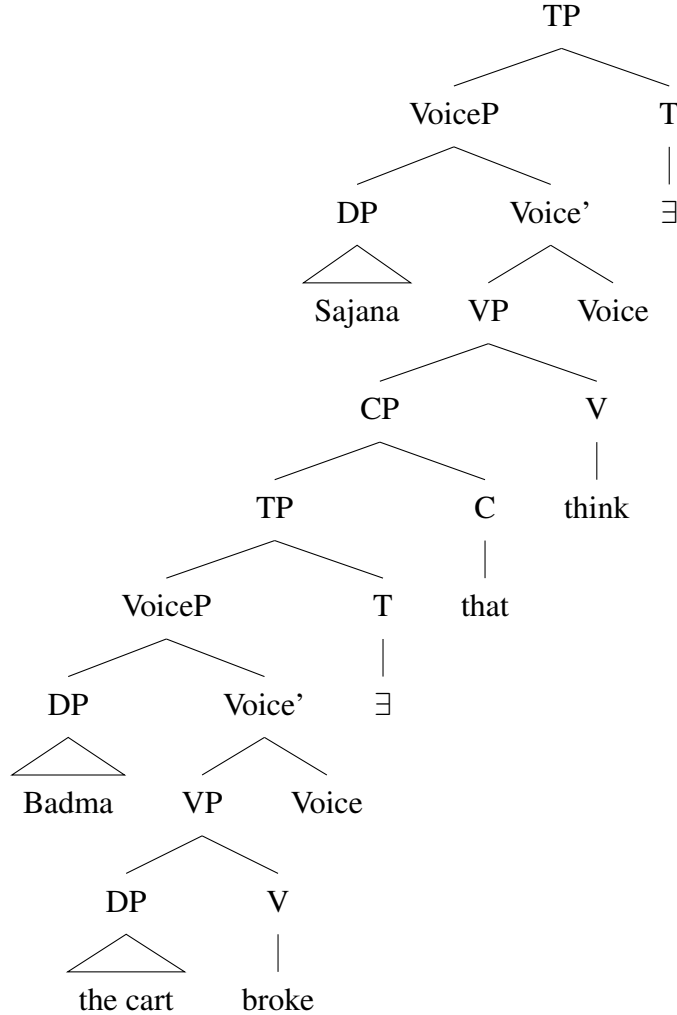 TP
VoiceP T
DP Voice’ ∃
Sajana VP Voice
CP V
TP C think
VoiceP T that
DP Voice’ ∃
Badma VP Voice
DP V
the cart broke